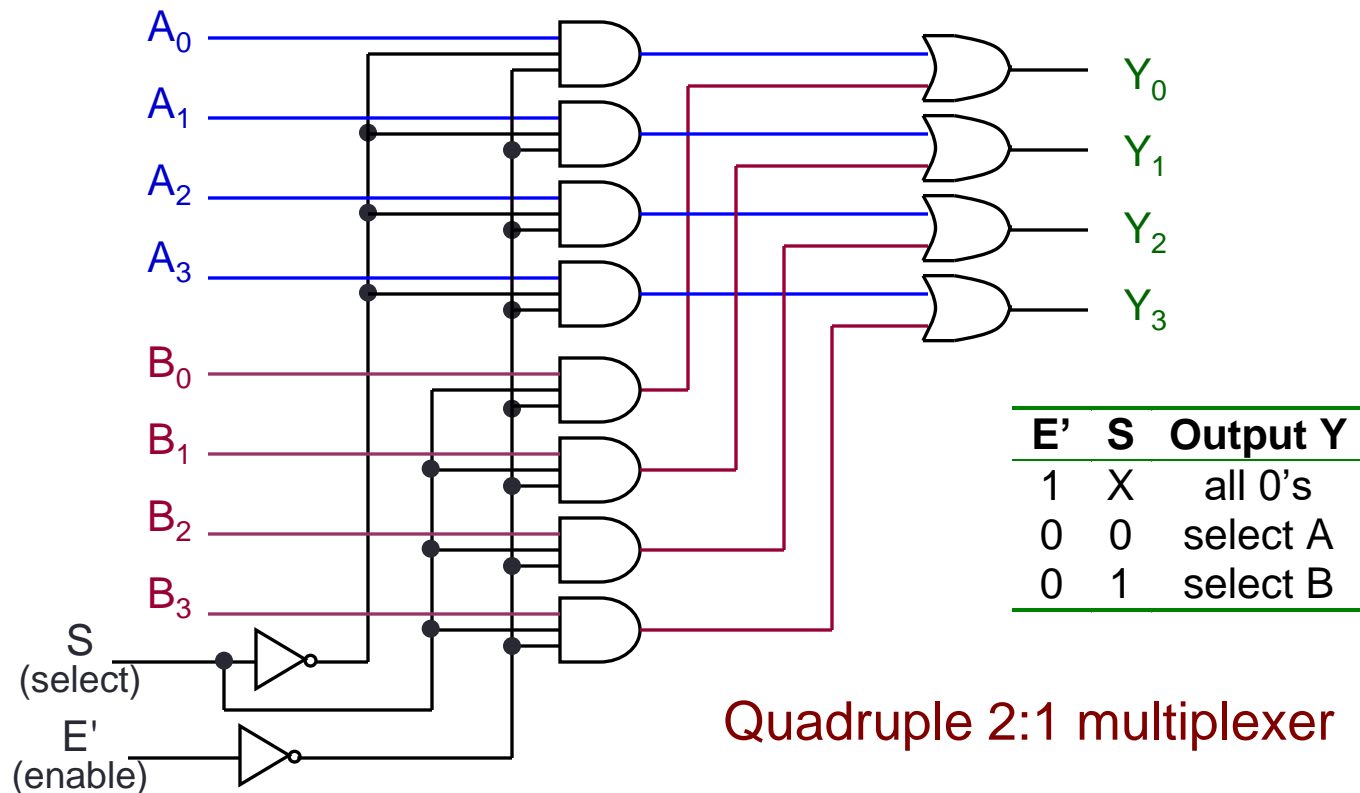 A0
A1
A2
A3
B0
B1
B2
B3
S
(select)
E'
(enable)
Y0
Y1
Y2
Y3
E’ S Output Y
1 X all 0’s
0 0 select A
0 1 select B
Quadruple 2:1 multiplexer